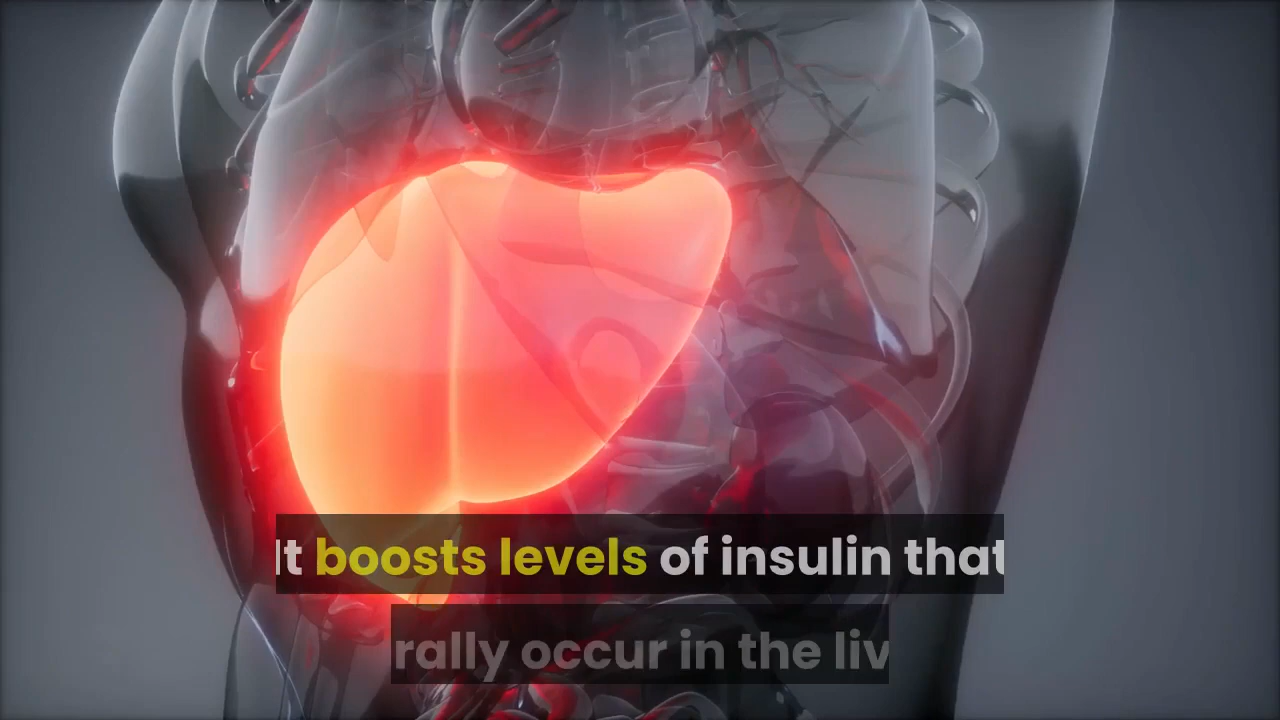 It boosts levels of insulin that
rally occur in the liv